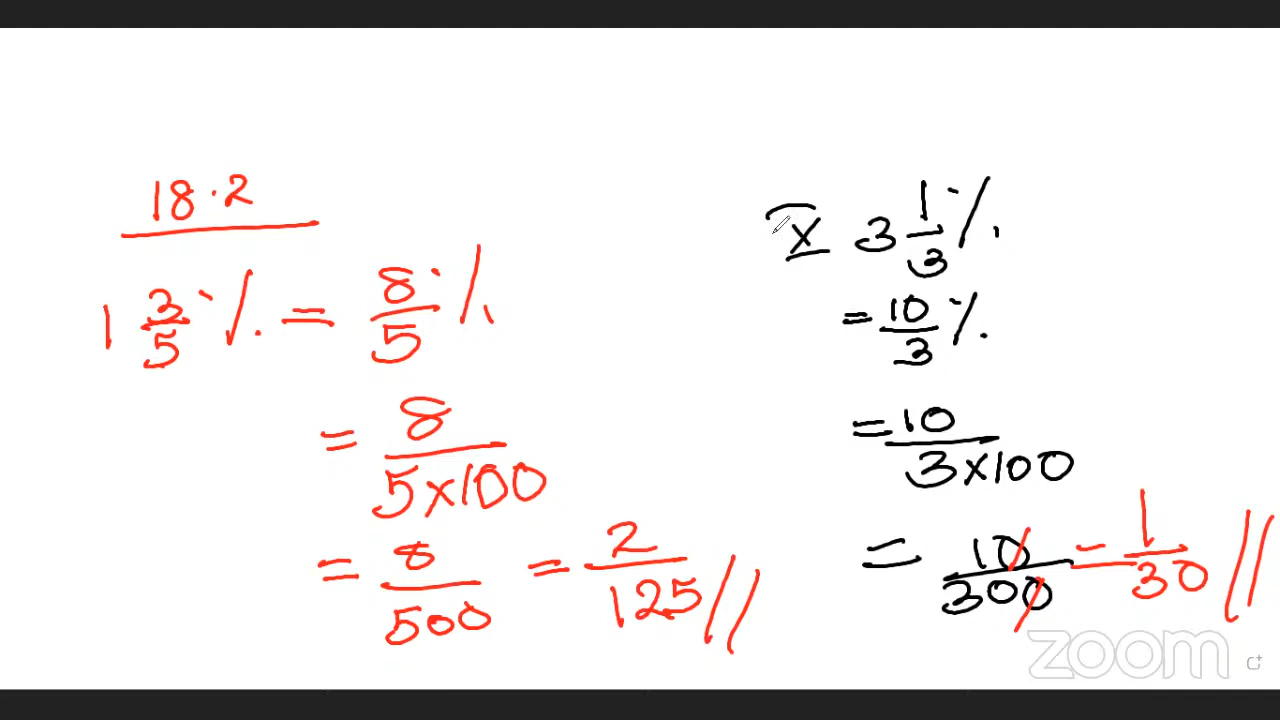 18.2
1 3/5 % = 8/5 %
= 8/(5×100)
= 8/500 = 2/125 //
x 3 1/3 %
= 10/3 %
= 10/(3×100)
= 10/300 = 1/30 //
zoom